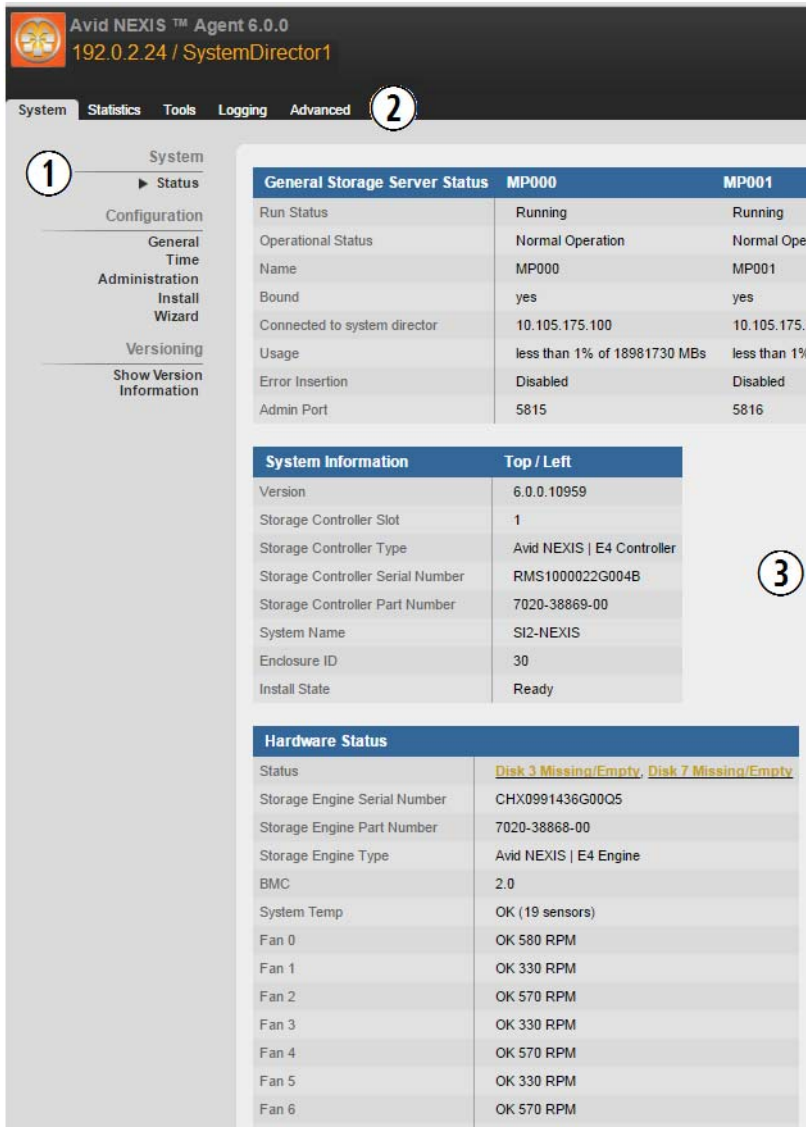 Avid NEXIS ™ Agent 6.0.0
192.0.2.24 / SystemDirector1
System Statistics Tools Logging Advanced 2
1
System
▶ Status
Configuration
General
Time
Administration
Install
Wizard
Versioning
Show Version
Information
General Storage Server Status MP000 MP001
Run Status Running Running
Operational Status Normal Operation Normal Ope
Name MP000 MP001
Bound yes yes
Connected to system director 10.105.175.100 10.105.175.
Usage less than 1% of 18981730 MBs less than 1%
Error Insertion Disabled Disabled
Admin Port 5815 5816
System Information Top / Left
Version 6.0.0.10959
Storage Controller Slot 1
Storage Controller Type Avid NEXIS | E4 Controller
Storage Controller Serial Number RMS1000022G004B
Storage Controller Part Number 7020-38869-00
System Name SI2-NEXIS
Enclosure ID 30
Install State Ready
3
Hardware Status
Status Disk 3 Missing/Empty, Disk 7 Missing/Empty
Storage Engine Serial Number CHX0991436G00Q5
Storage Engine Part Number 7020-38868-00
Storage Engine Type Avid NEXIS | E4 Engine
BMC 2.0
System Temp OK (19 sensors)
Fan 0 OK 580 RPM
Fan 1 OK 330 RPM
Fan 2 OK 570 RPM
Fan 3 OK 330 RPM
Fan 4 OK 570 RPM
Fan 5 OK 330 RPM
Fan 6 OK 570 RPM